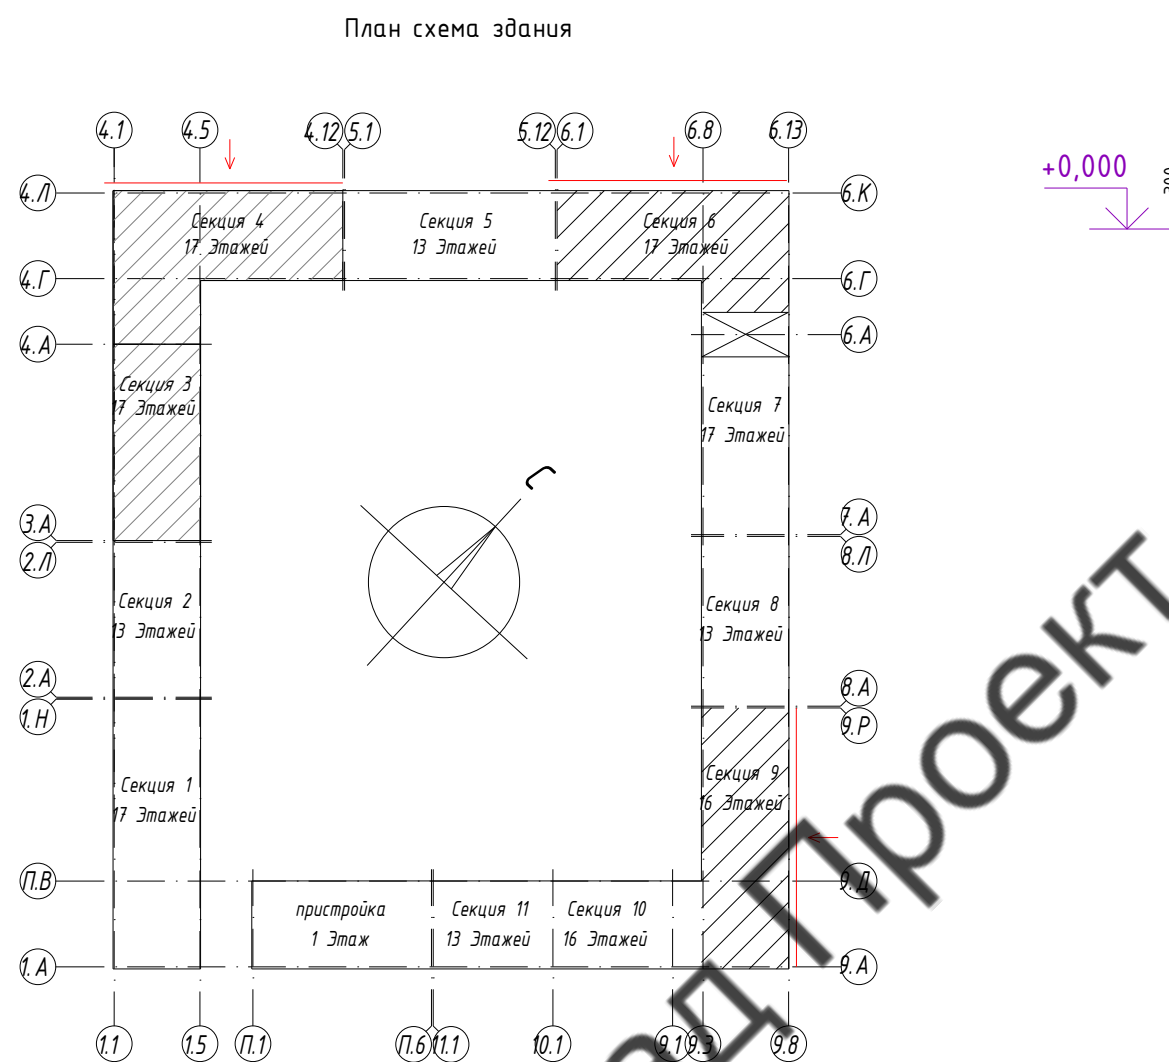 План схема здания
4.1 4.5 4.12 5.1 5.12 6.1 6.8 6.13
+0,000
4.Л
6.К
Секция 4
17 Этажей
Секция 5
13 Этажей
Секция 6
17 Этажей
4.Г
6.Г
4.А
6.А
Секция 3
17 Этажей
Секция 7
17 Этажей
С
3.А
2.Л
7.А
8.Л
Секция 2
13 Этажей
Секция 8
13 Этажей
2.А
1.Н
8.А
9.Р
Секция 1
17 Этажей
Секция 9
16 Этажей
П.В
9.Д
пристройка
1 Этаж
Секция 11
13 Этажей
Секция 10
16 Этажей
1.А
9.А
1.1 1.5 П.1 П.6 11.1 10.1 9.1 9.3 9.8
Проект